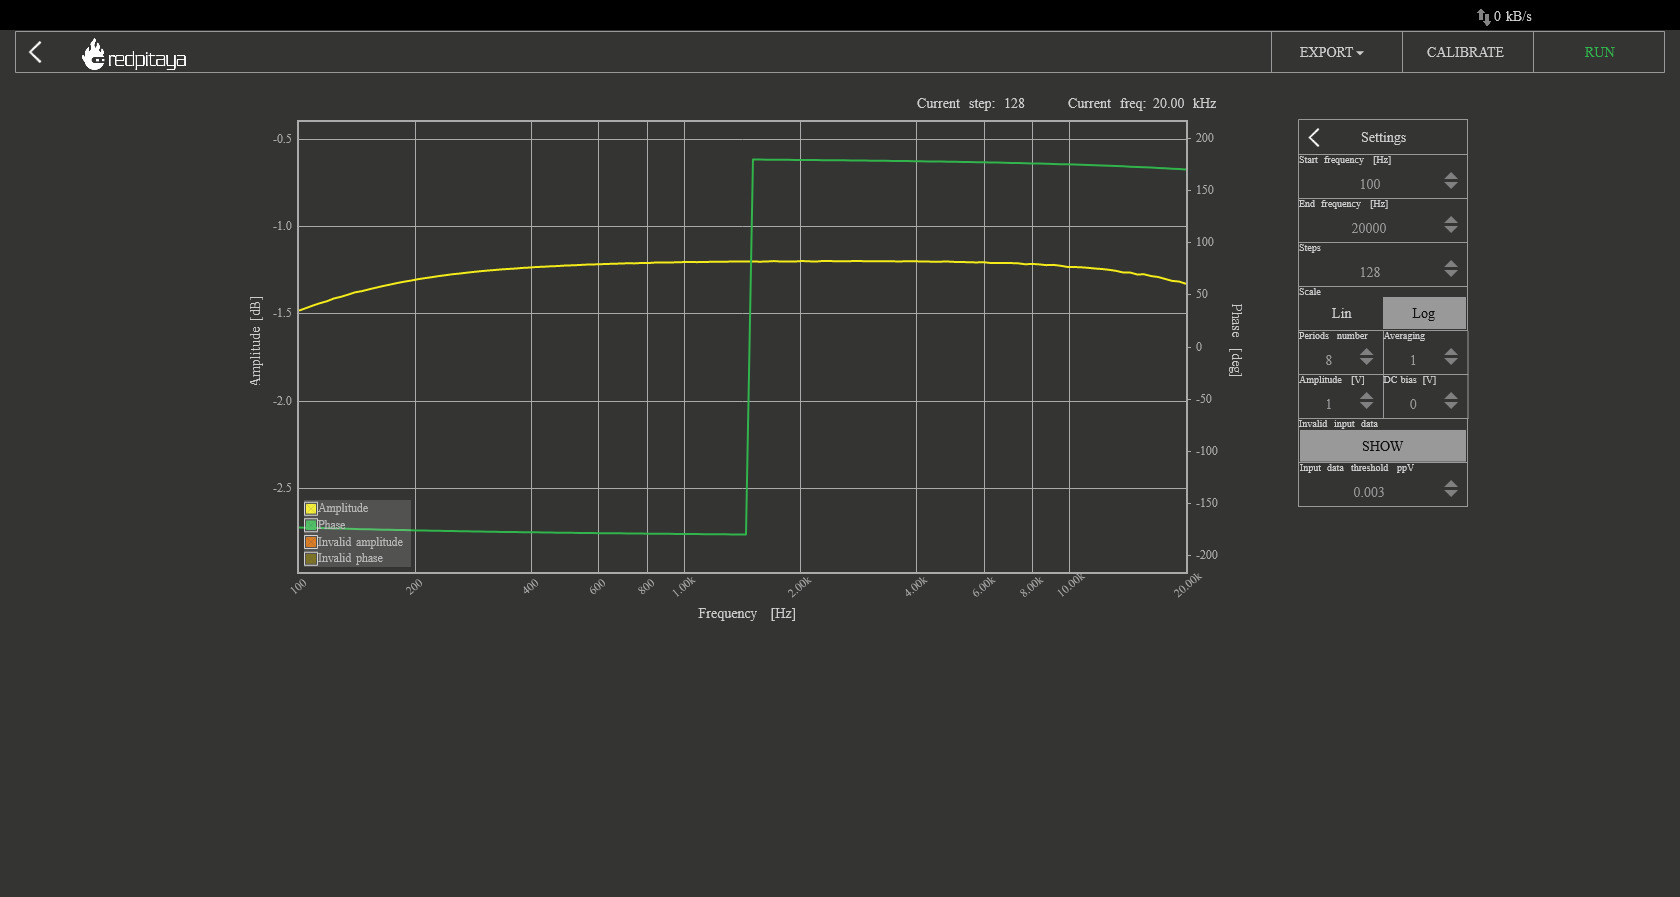 0 kB/s
redpitaya
EXPORT
CALIBRATE
RUN
Current step: 128
Current freq: 20.00 kHz
-0.5
-1.0
-1.5
-2.0
-2.5
Amplitude [dB]
200
150
100
50
0
-50
-100
-150
-200
Phase [deg]
Amplitude
Phase
Invalid amplitude
Invalid phase
100
200
400
600
800
1.00k
2.00k
4.00k
6.00k
8.00k
10.00k
20.00k
Frequency [Hz]
Settings
Start frequency [Hz]
100
End frequency [Hz]
20000
Steps
128
Scale
Lin
Log
Periods number
8
Averaging
1
Amplitude [V]
1
DC bias [V]
0
Invalid input data
SHOW
Input data threshold ppV
0.003